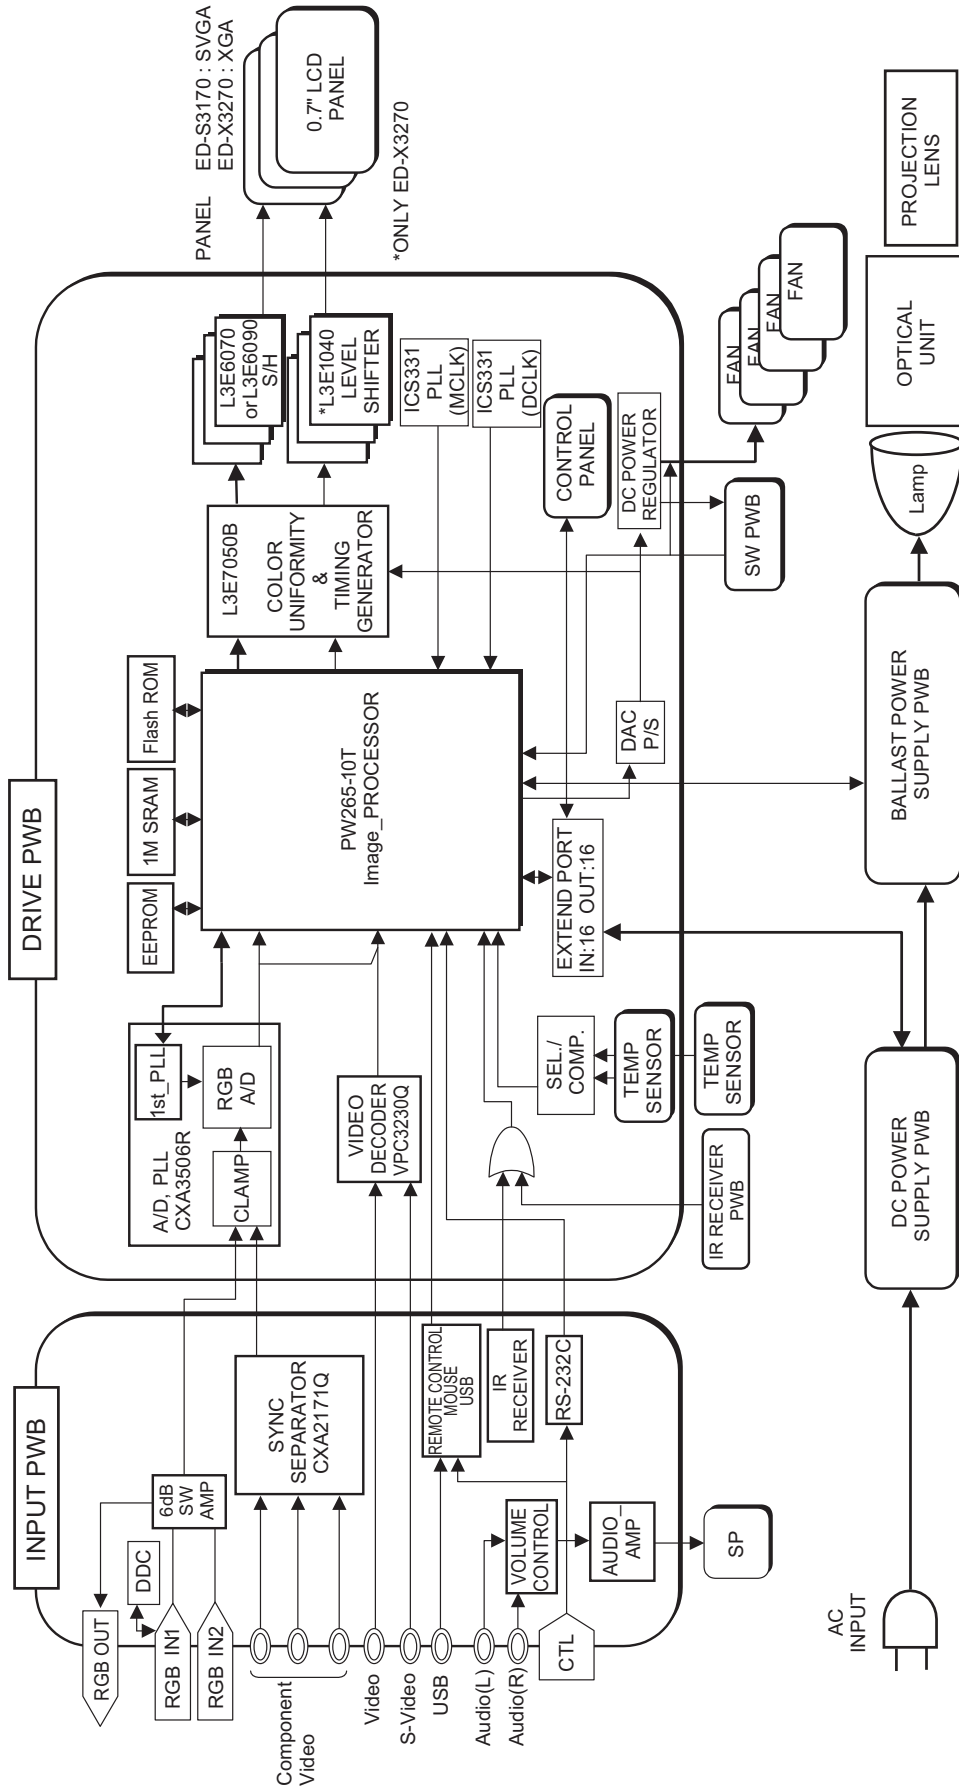 INPUT PWB
DRIVE PWB
RGB OUT
DDC
RGB IN1
RGB IN2
6dB
SW
AMP
Component
Video
SYNC
SEPARATOR
CXA2171Q
Video
S-Video
USB
Audio(L)
Audio(R)
CTL
REMOTE CONTROL
MOUSE
USB
IR
RECEIVER
RS-232C
VOLUME
CONTROL
AUDIO_
AMP
SP
AC
INPUT
A/D, PLL
CXA3506R
1st_PLL
RGB
A/D
CLAMP
VIDEO
DECODER
VPC3230Q
SEL./
COMP.
TEMP
SENSOR
TEMP
SENSOR
IR RECEIVER
PWB
DC POWER
SUPPLY PWB
EEPROM
1M SRAM
Flash ROM
PW265-10T
Image_PROCESSOR
EXTEND PORT
IN:16 OUT:16
DAC
P/S
BALLAST POWER
SUPPLY PWB
L3E7050B
COLOR
UNIFORMITY
&
TIMING
GENERATOR
L3E6070
orL3E6090
S/H
*L3E1040
LEVEL
SHIFTER
ICS331
PLL
(MCLK)
ICS331
PLL
(DCLK)
CONTROL
PANEL
DC POWER
REGULATOR
SW PWB
FAN
FAN
FAN
FAN
Lamp
OPTICAL
UNIT
PROJECTION
LENS
PANEL ED-S3170 : SVGA
ED-X3270 : XGA
0.7" LCD
PANEL
*ONLY ED-X3270